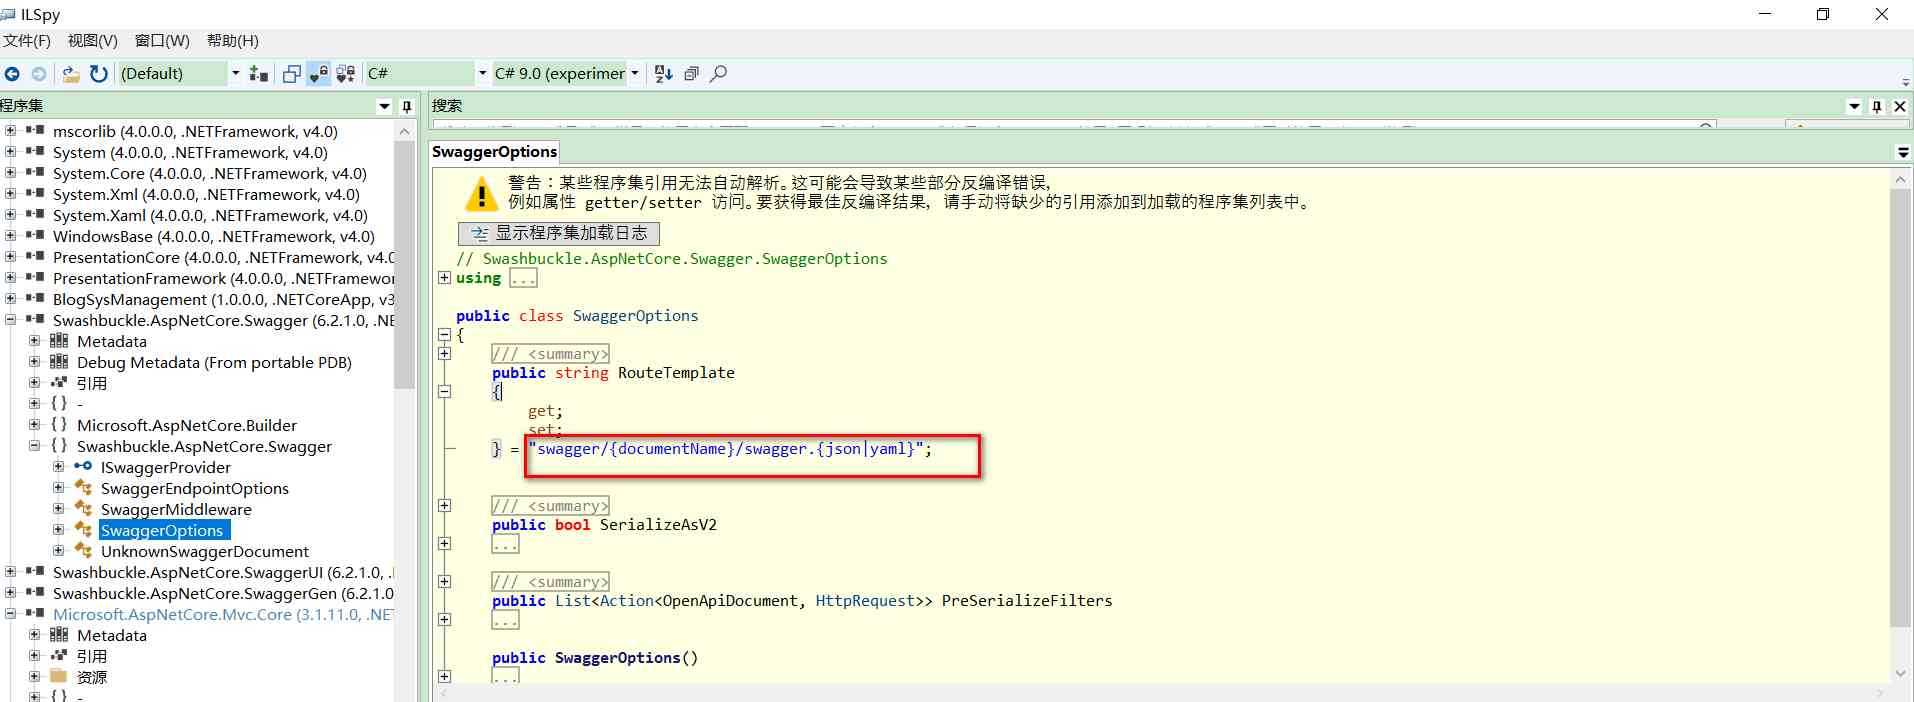 ILSpy
文件(F) 视图(V) 窗口(W) 帮助(H)
(Default) C# C# 9.0 (experimer
程序集
mscorlib (4.0.0.0, .NETFramework, v4.0)
System (4.0.0.0, .NETFramework, v4.0)
System.Core (4.0.0.0, .NETFramework, v4.0)
System.Xml (4.0.0.0, .NETFramework, v4.0)
System.Xaml (4.0.0.0, .NETFramework, v4.0)
WindowsBase (4.0.0.0, .NETFramework, v4.0)
PresentationCore (4.0.0.0, .NETFramework, v4.0
PresentationFramework (4.0.0.0, .NETFramewor
BlogSysManagement (1.0.0.0, .NETCoreApp, v3
Swashbuckle.AspNetCore.Swagger (6.2.1.0, .NE
Metadata
Debug Metadata (From portable PDB)
引用
{ } -
{ } Microsoft.AspNetCore.Builder
{ } Swashbuckle.AspNetCore.Swagger
ISwaggerProvider
SwaggerEndpointOptions
SwaggerMiddleware
SwaggerOptions
UnknownSwaggerDocument
Swashbuckle.AspNetCore.SwaggerUI (6.2.1.0, .
Swashbuckle.AspNetCore.SwaggerGen (6.2.1.0
Microsoft.AspNetCore.Mvc.Core (3.1.11.0, .NE
Metadata
引用
资源
{ } -
搜索
SwaggerOptions
警告：某些程序集引用无法自动解析。这可能会导致某些部分反编译错误,
例如属性 getter/setter 访问。要获得最佳反编译结果, 请手动将缺少的引用添加到加载的程序集列表中。
显示程序集加载日志
// Swashbuckle.AspNetCore.Swagger.SwaggerOptions
using ...
public class SwaggerOptions
{
/// <summary>
public string RouteTemplate
{
get;
set;
} = "swagger/{documentName}/swagger.{json|yaml}";
/// <summary>
public bool SerializeAsV2
...
/// <summary>
public List<Action<OpenApiDocument, HttpRequest>> PreSerializeFilters
...
public SwaggerOptions()
...